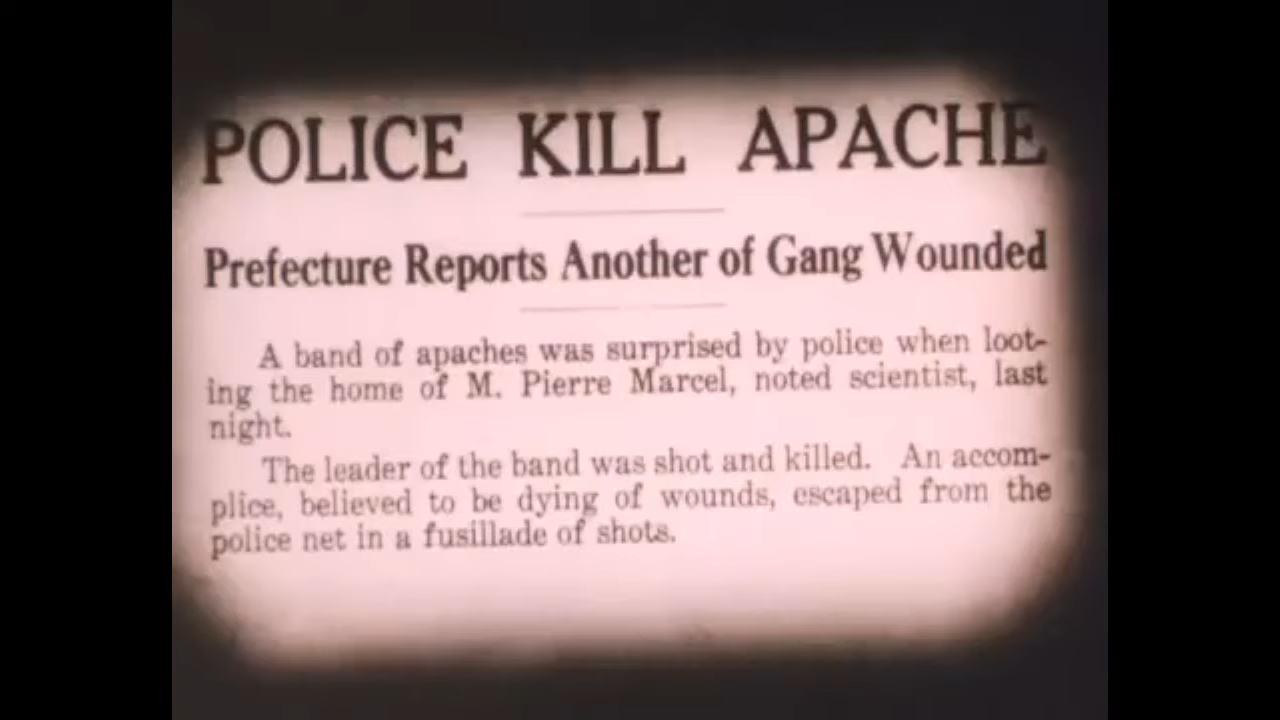 POLICE KILL APACHE
Prefecture Reports Another of Gang Wounded
A band of apaches was surprised by police when loot-
ing the home of M. Pierre Marcel, noted scientist, last
night.
The leader of the band was shot and killed. An accom-
plice, believed to be dying of wounds, escaped from the
police net in a fusillade of shots.